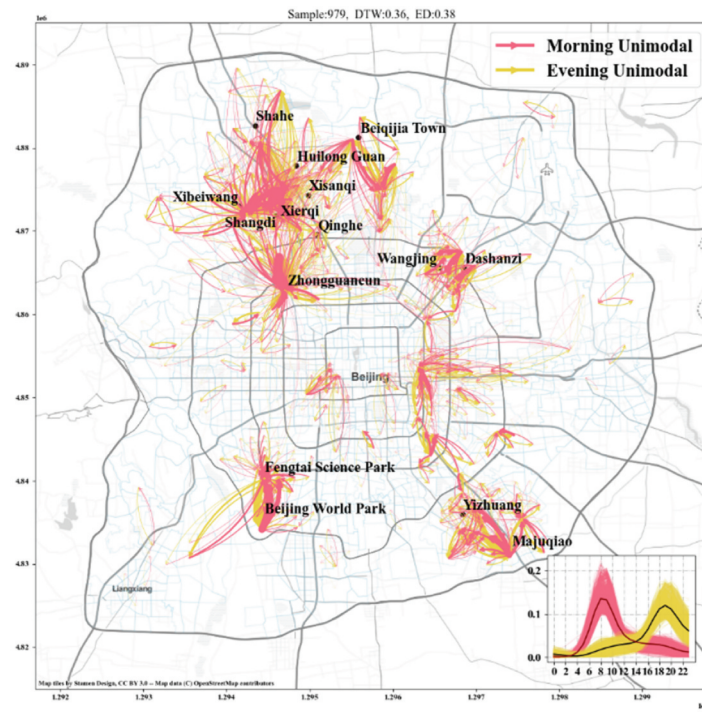 Sample:979, DTW:0.36, ED:0.38
1e6
Morning Unimodal
Evening Unimodal
4.89
4.88
4.87
4.86
4.85
4.84
4.83
4.82
Shahe
Beiqijia Town
Huilong Guan
Xisanqi
Xibeiwang
Xierqi
Shangdi
Qinghe
Wangjing
Dashanzi
Zhongguancun
Beijing
Fengtai Science Park
Beijing World Park
Yizhuang
Majuqiao
Liangxiang
0.2
0.1
0.0
0 2 4 6 8 10 12 14 16 18 20 22
Map tiles by Stamen Design, CC BY 3.0 -- Map data (C) OpenStreetMap contributors
1.292 1.293 1.294 1.295 1.296 1.297 1.298 1.299